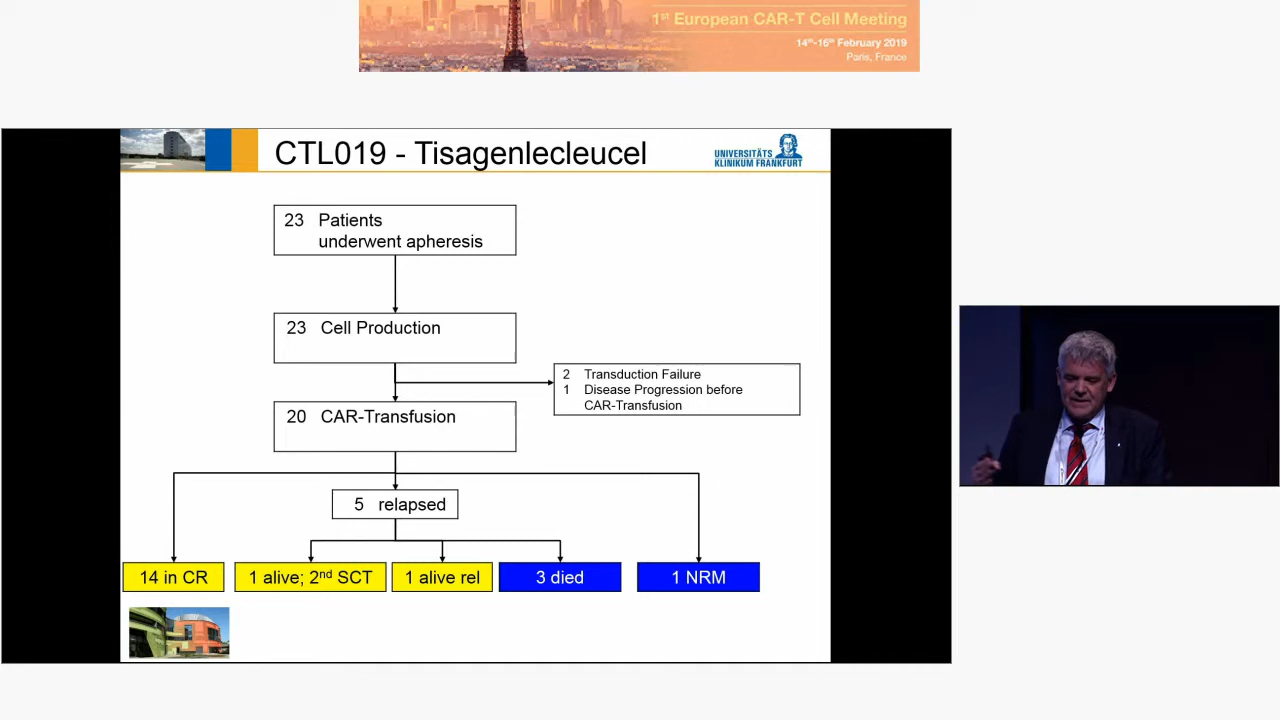 1st European CAR-T Cell Meeting
14th-16th February 2019
Paris, France
CTL019 - Tisagenlecleucel
UNIVERSITÄTS
KLINIKUM FRANKFURT
23 Patients
underwent apheresis
23 Cell Production
2 Transduction Failure
1 Disease Progression before
CAR-Transfusion
20 CAR-Transfusion
5 relapsed
14 in CR
1 alive; 2nd SCT
1 alive rel
3 died
1 NRM